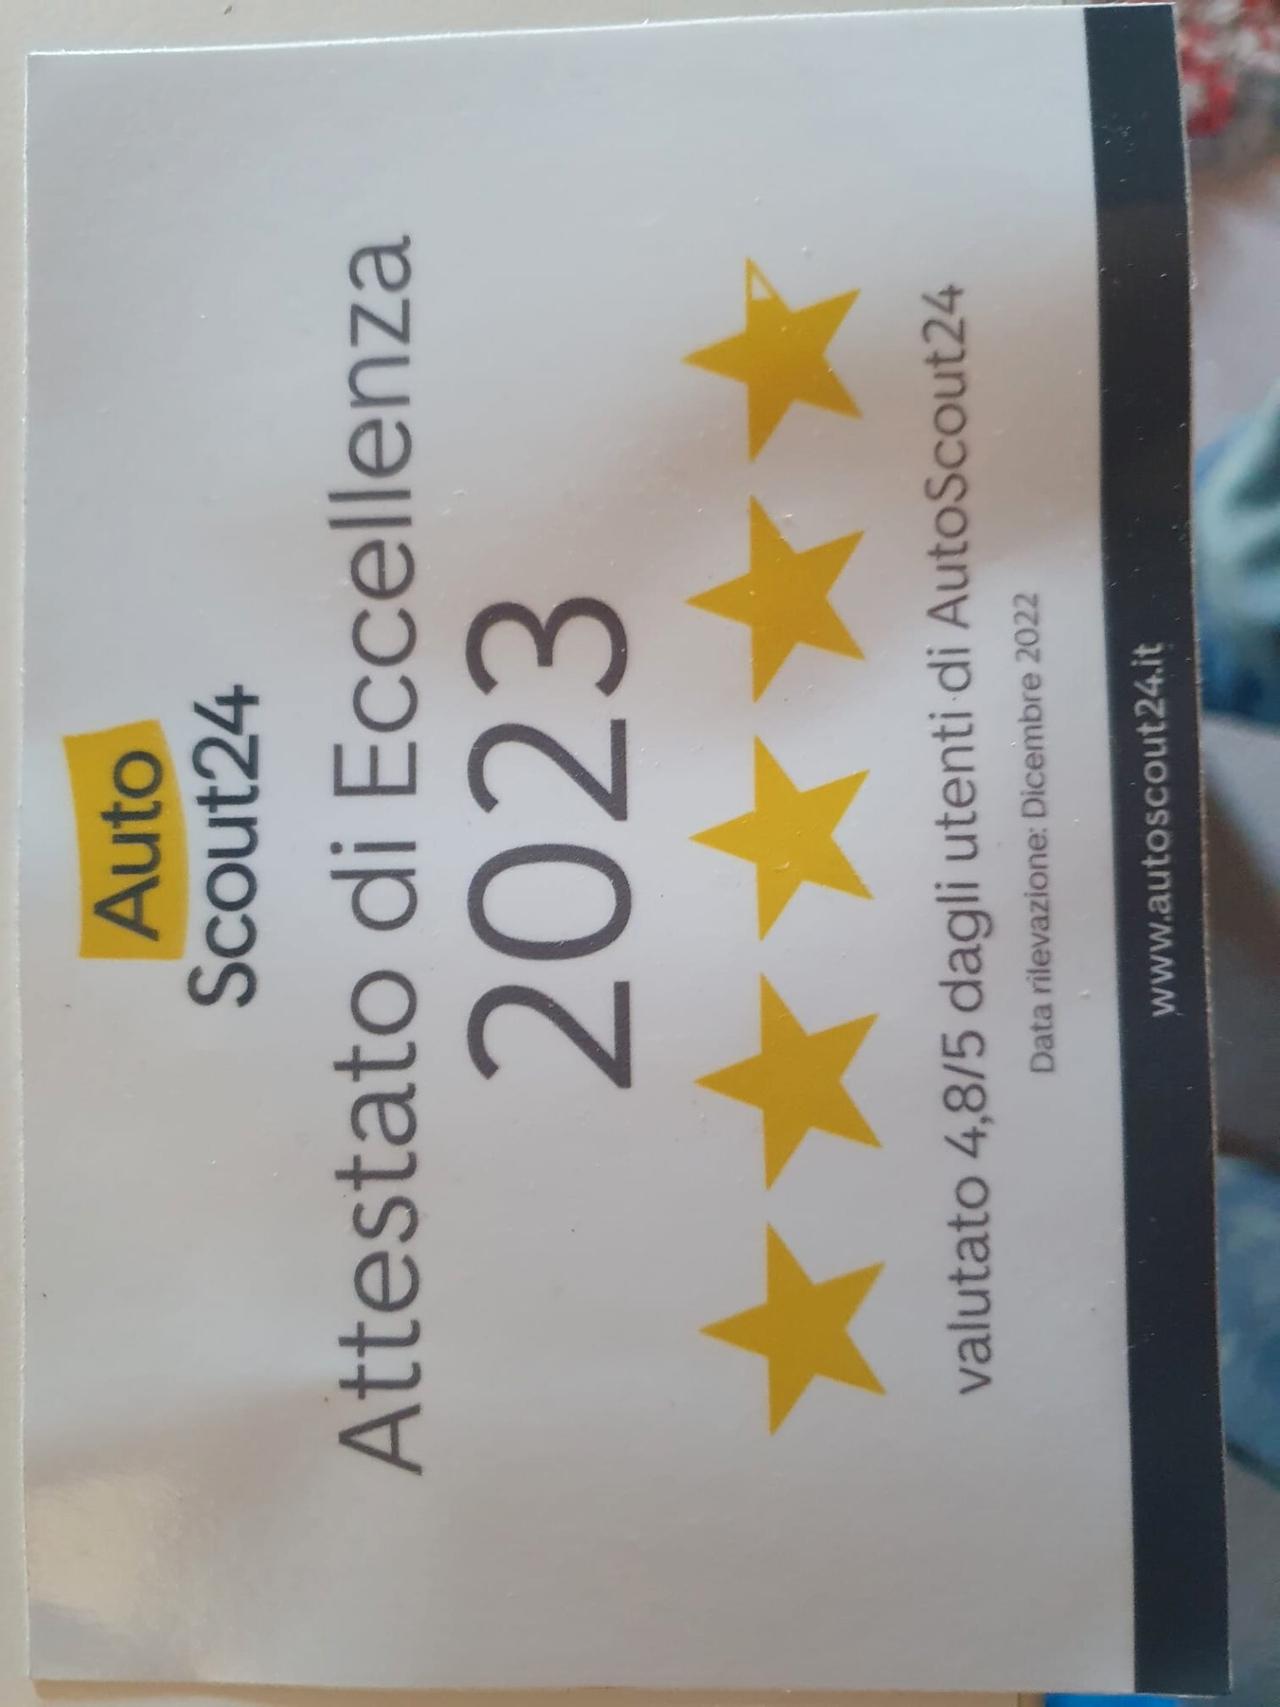 Auto
Scout24
Attestato di Eccellenza
2023
valutato 4,8/5 dagli utenti di AutoScout24
Data rilevazione: Dicembre 2022
www.autoscout24.it